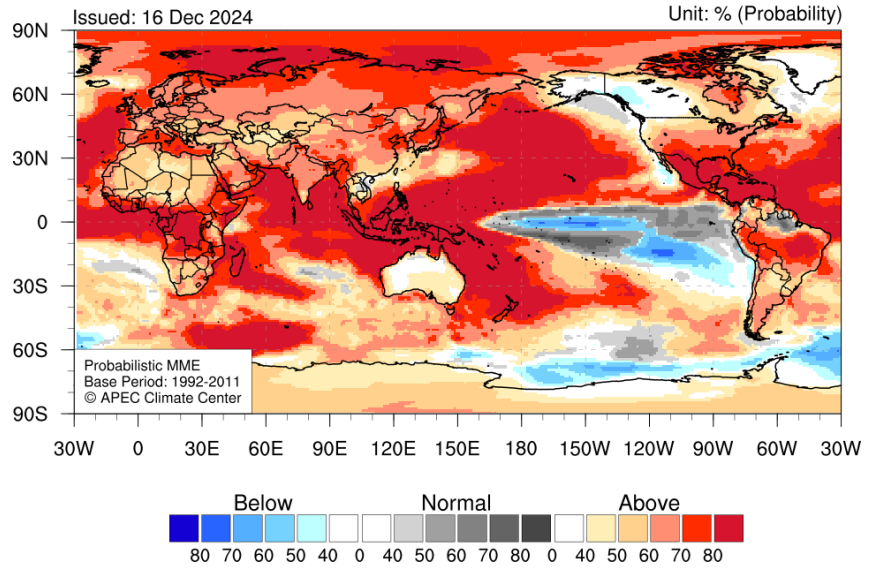 Issued: 16 Dec 2024
Unit: % (Probability)
90N
60N
30N
0
30S
60S
90S
Probabilistic MME
Base Period: 1992-2011
© APEC Climate Center
30W 0 30E 60E 90E 120E 150E 180 150W 120W 90W 60W 30W
Below Normal Above
80 70 60 50 40 0 40 50 60 70 80 0 40 50 60 70 80